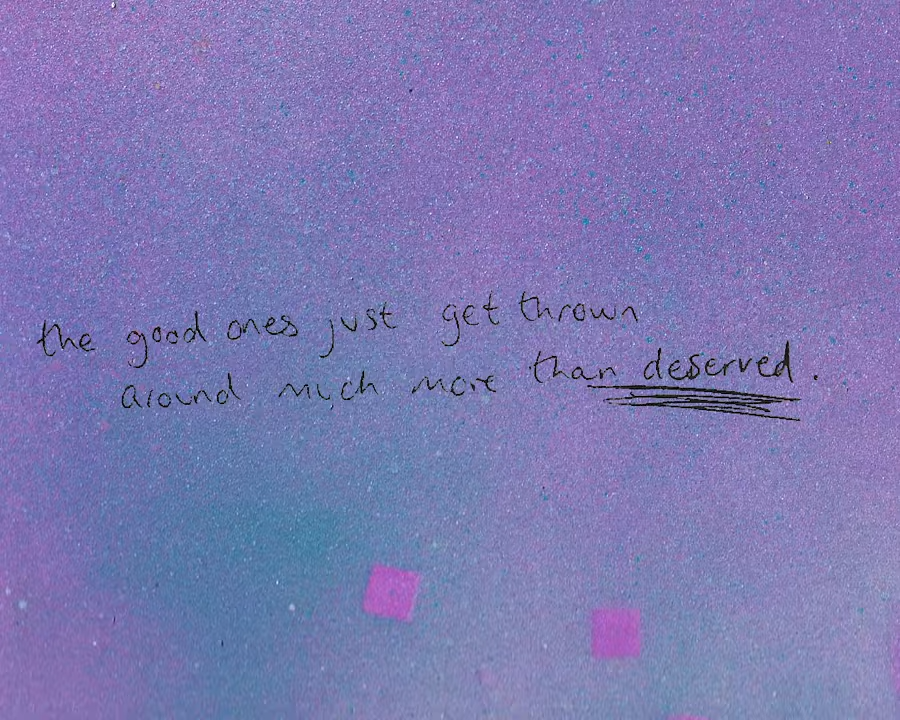 the good ones just get thrown
around much more than deserved.